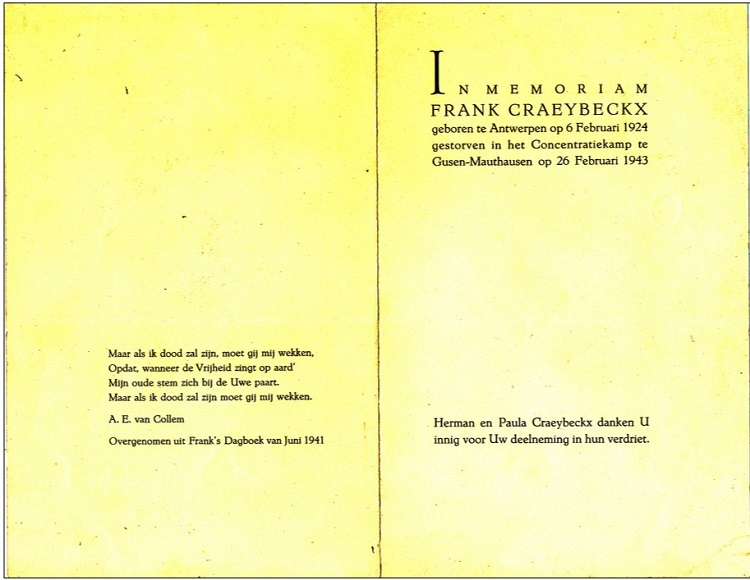 Maar als ik dood zal zijn, moet gij mij wekken,
Opdat, wanneer de Vrijheid zingt op aard'
Mijn oude stem zich bij de Uwe paart.
Maar als ik dood zal zijn moet gij mij wekken.
A. E. van Collem
Overgenomen uit Frank's Dagboek van Juni 1941
IN MEMORIAM
FRANK CRAEYBECKX
geboren te Antwerpen op 6 Februari 1924
gestorven in het Concentratiekamp te
Gusen-Mauthausen op 26 Februari 1943
Herman en Paula Craeybeckx danken U
innig voor Uw deelneming in hun verdriet.